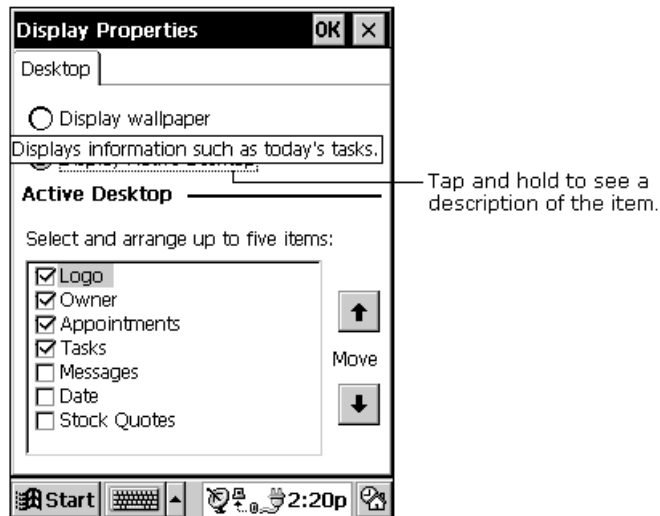 Display Properties OK ×
Desktop
Display wallpaper
Displays information such as today's tasks.
Tap and hold to see a
description of the item.
Active Desktop
Select and arrange up to five items:
Logo
Owner
Appointments
Tasks
Move
Messages
Date
Stock Quotes
Start 2:20p